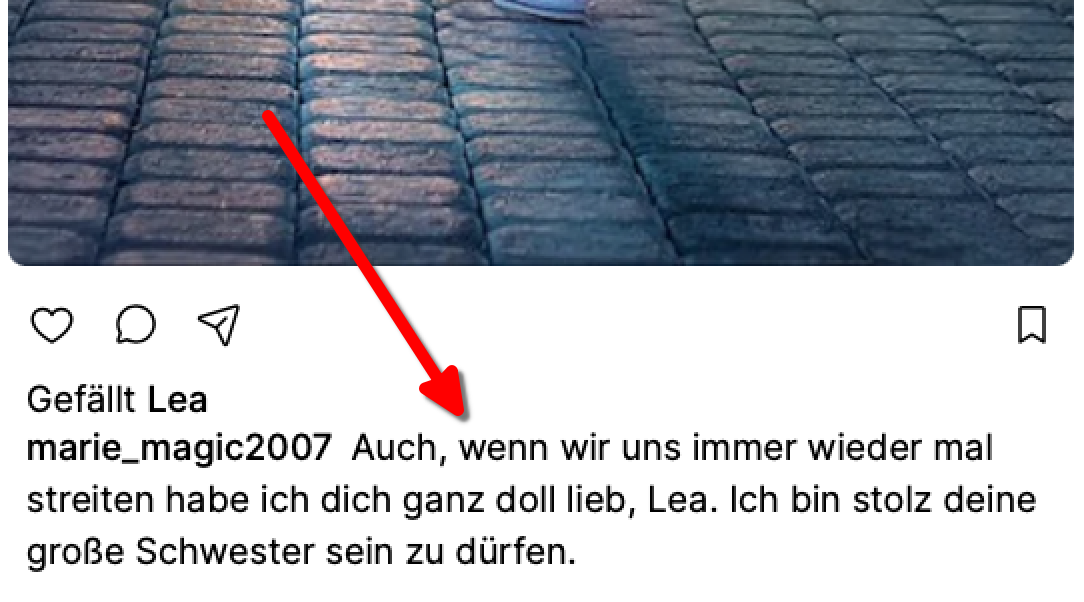 Gefällt Lea
marie_magic2007 Auch, wenn wir uns immer wieder mal
streiten habe ich dich ganz doll lieb, Lea. Ich bin stolz deine
große Schwester sein zu dürfen.